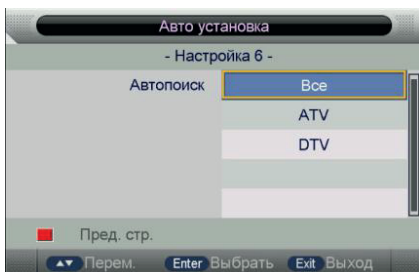 Авто установка
- Настройка 6 -
Автопоиск Все
ATV
DTV
Пред. стр.
Перем. Enter Выбрать Exit Выход